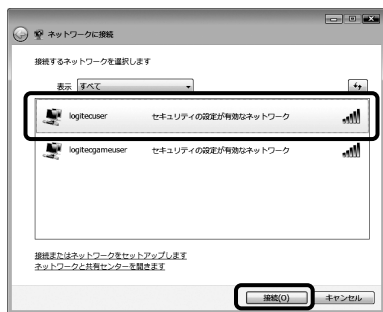 ネットワークに接続
接続するネットワークを選択します
表示 すべて
logitecuser セキュリティの設定が有効なネットワーク
logitecgameuser セキュリティの設定が有効なネットワーク
接続またはネットワークをセットアップします
ネットワークと共有センターを開きます
接続(O) キャンセル